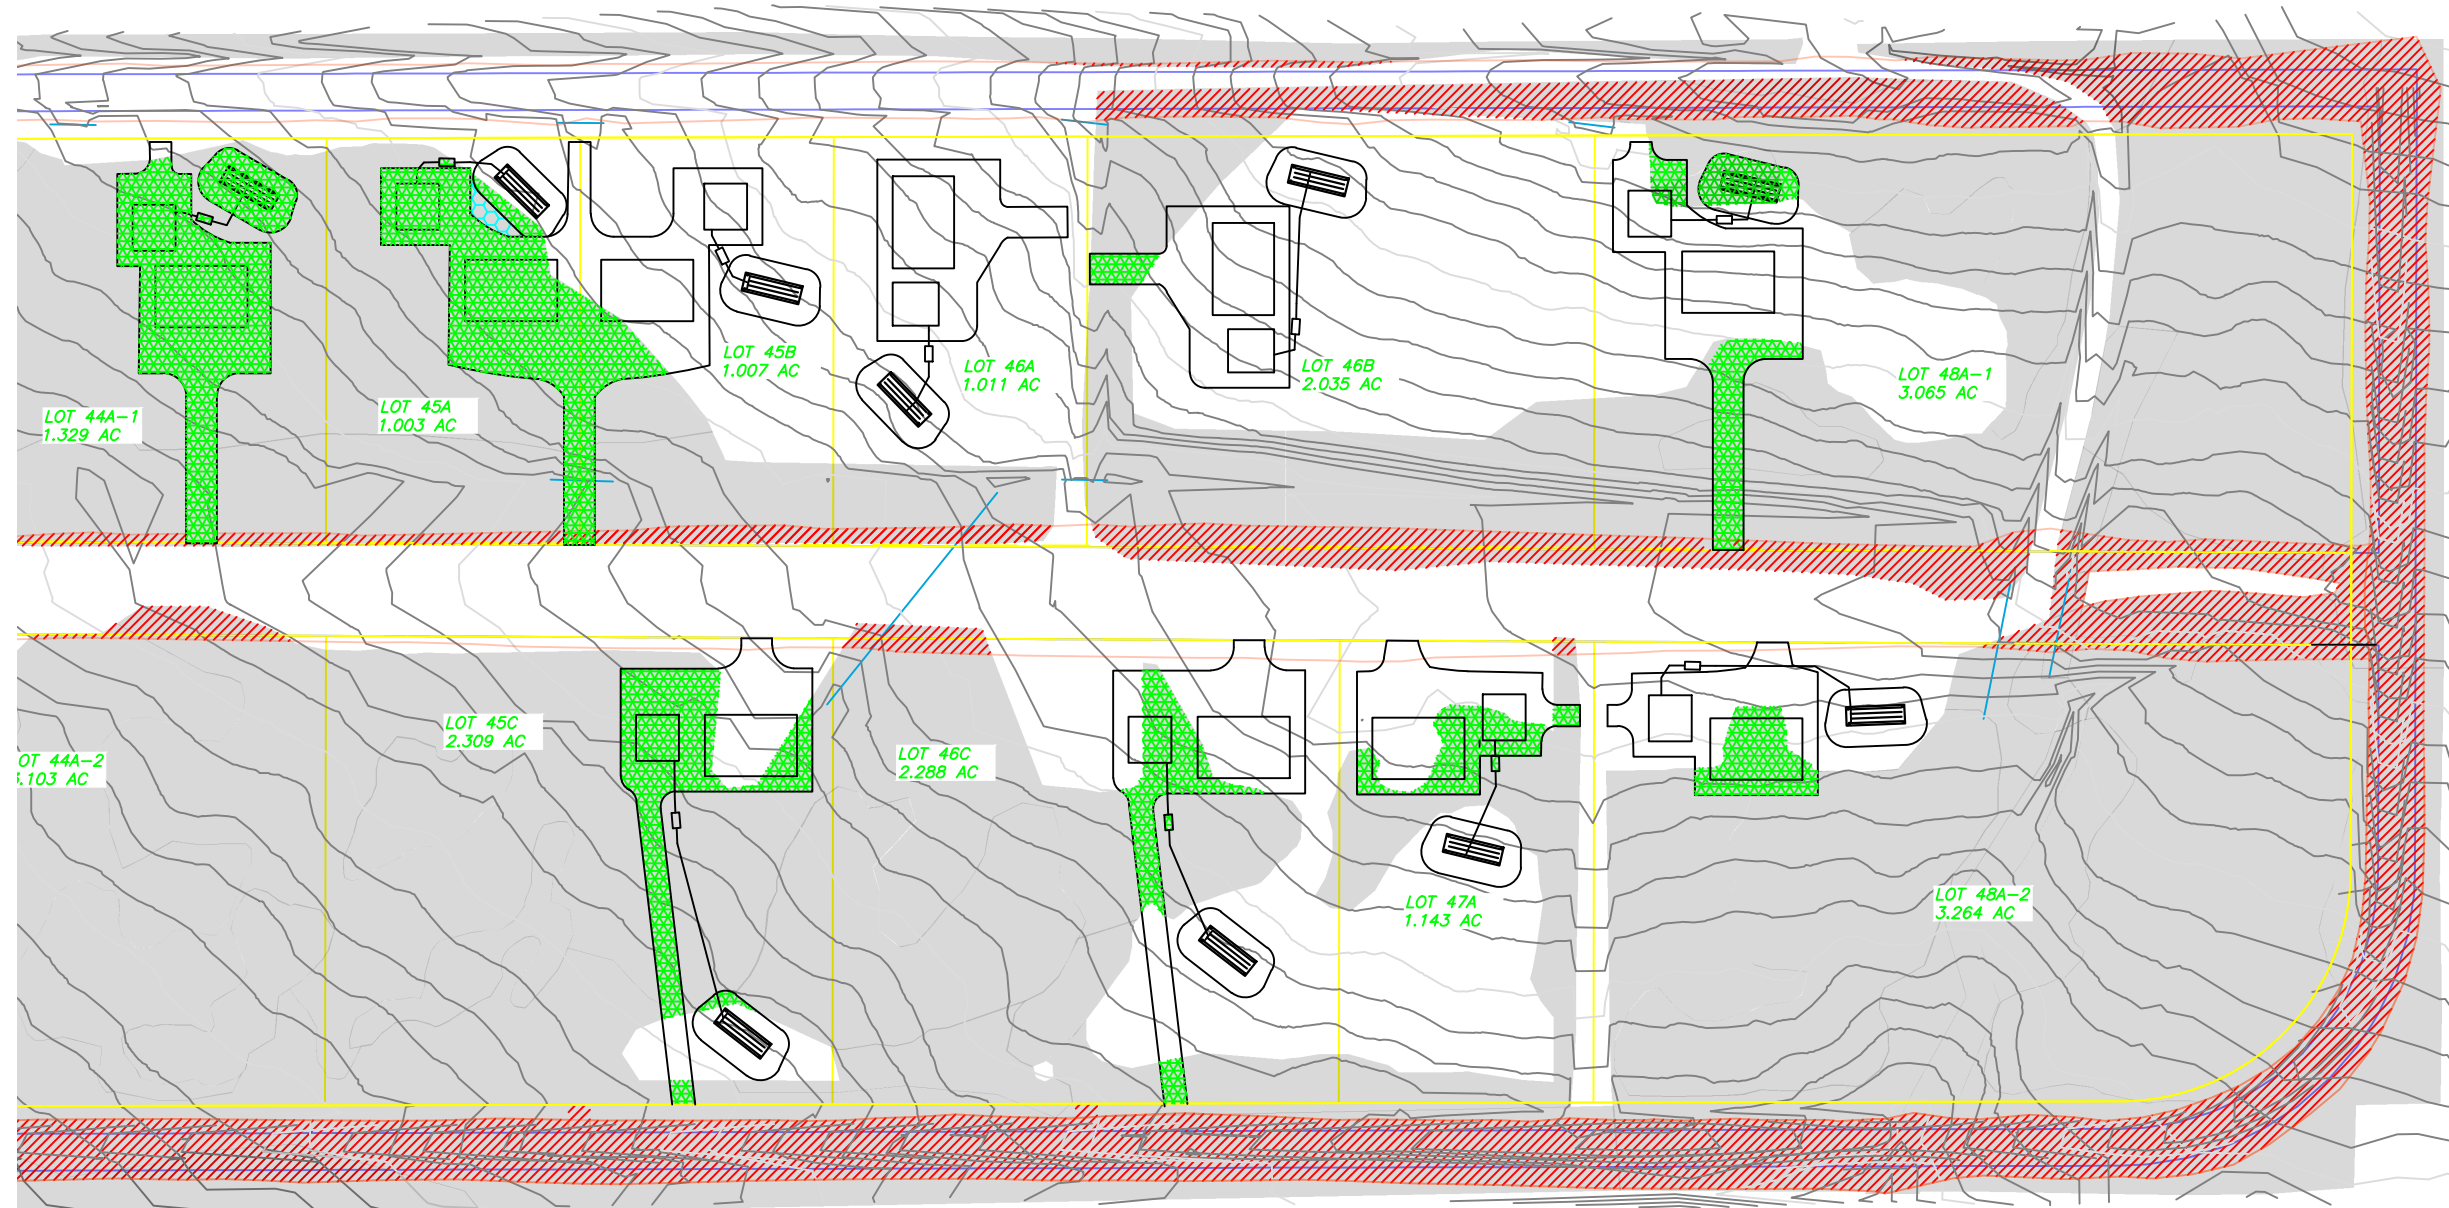 LOT 45B
1.007 AC
LOT 46A
1.011 AC
LOT 46B
2.035 AC
LOT 48A-1
3.065 AC
LOT 44A-1
1.329 AC
LOT 45A
1.003 AC
LOT 45C
2.309 AC
LOT 46C
2.288 AC
OT 44A-2
.103 AC
LOT 47A
1.143 AC
LOT 48A-2
3.264 AC